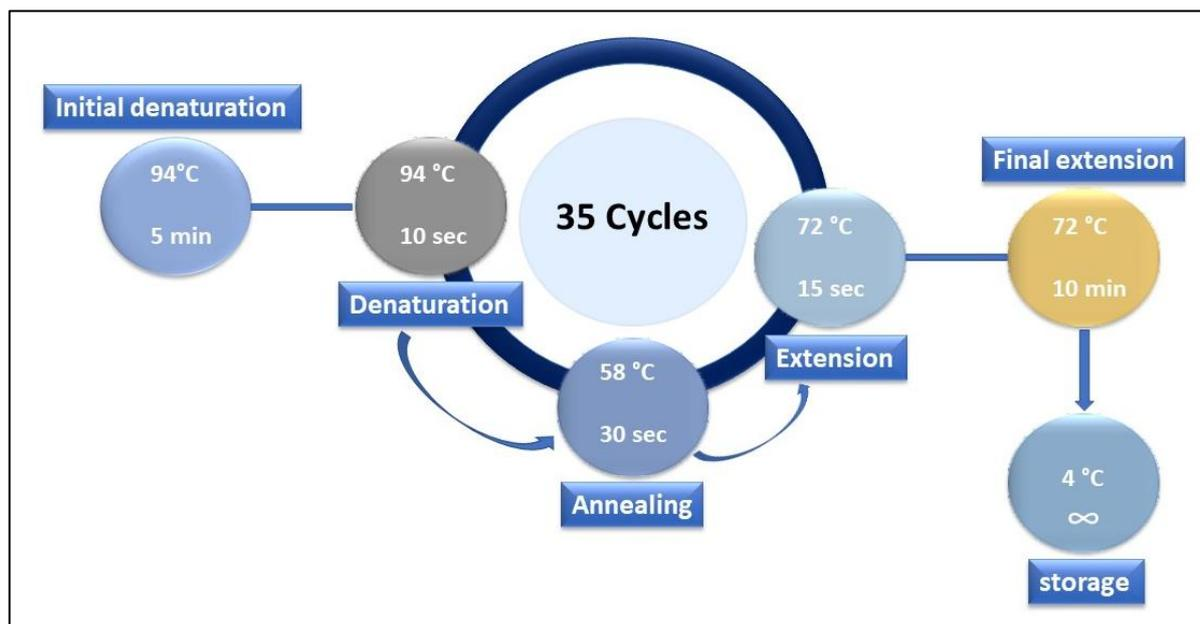 Initial denaturation
94°C
5 min
94 °C
10 sec
Denaturation
35 Cycles
58 °C
30 sec
Annealing
72 °C
15 sec
Extension
Final extension
72 °C
10 min
4 °C
∞
storage